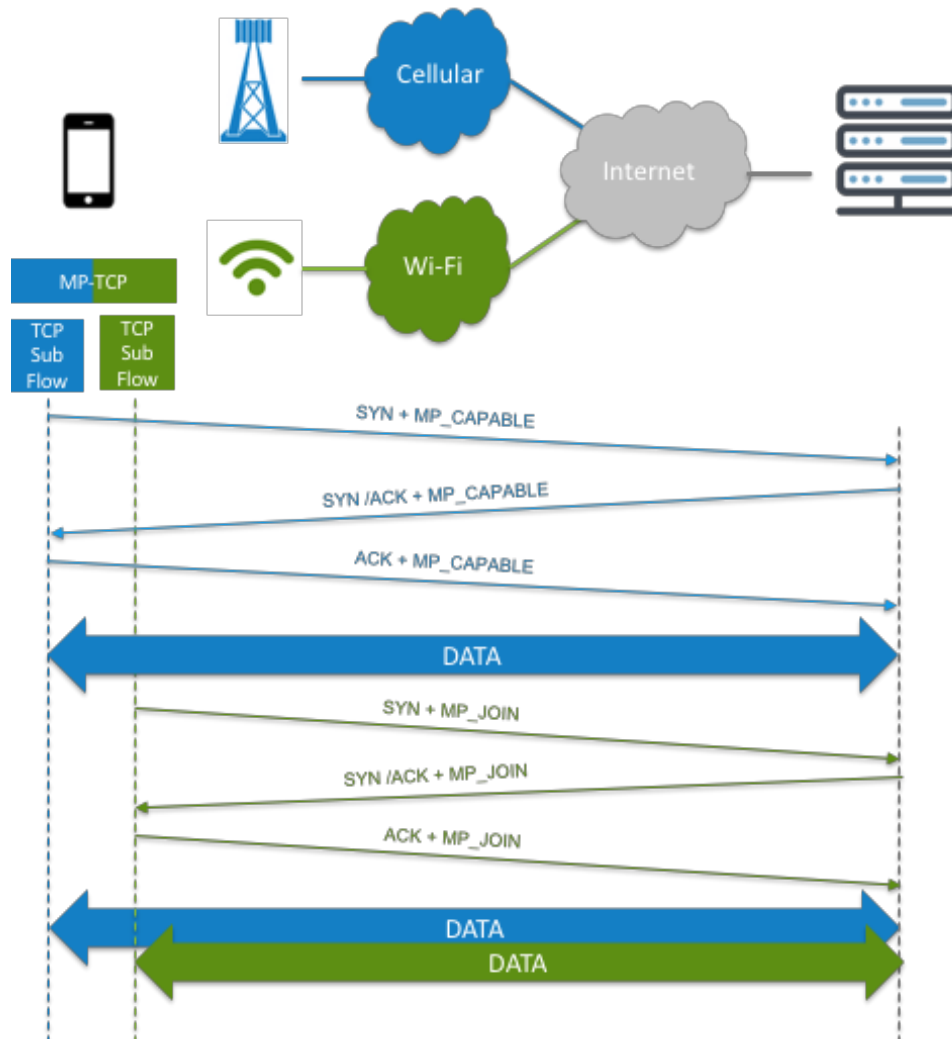 Cellular
Internet
Wi-Fi
MP-TCP
TCP
Sub
Flow
TCP
Sub
Flow
SYN + MP_CAPABLE
SYN /ACK + MP_CAPABLE
ACK + MP_CAPABLE
DATA
SYN + MP_JOIN
SYN /ACK + MP_JOIN
ACK + MP_JOIN
DATA
DATA